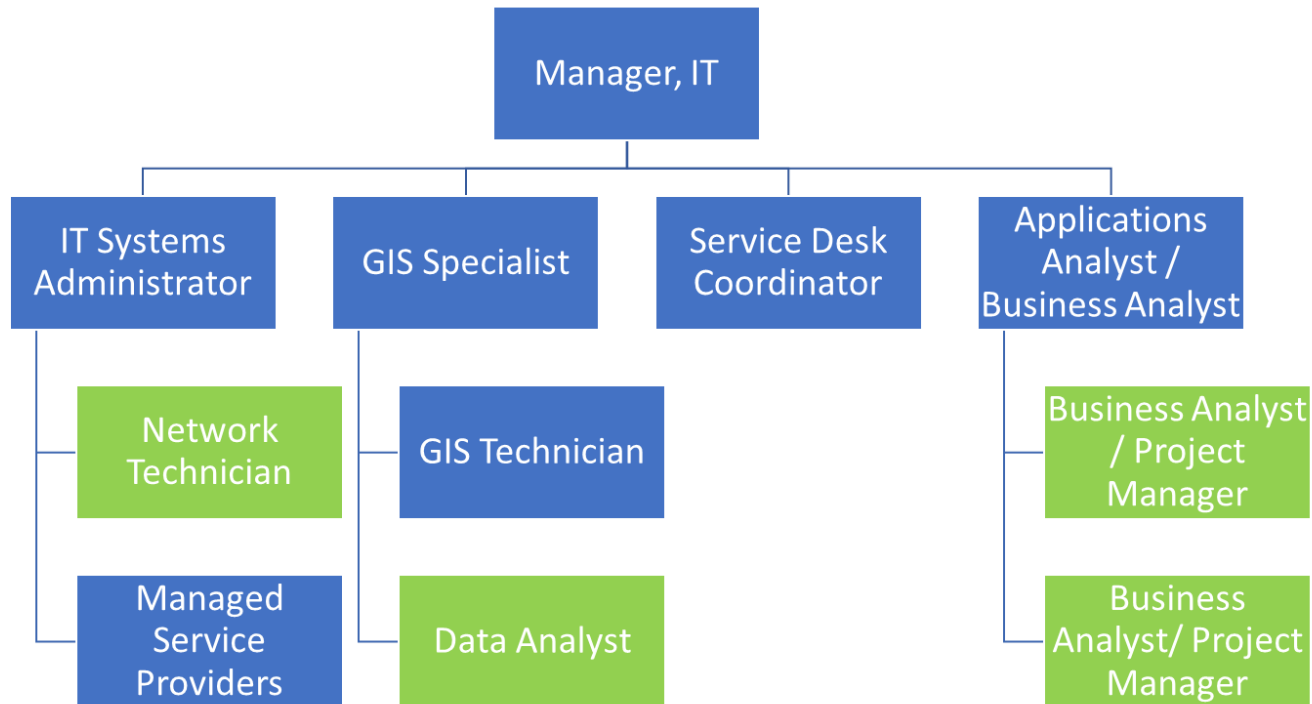 Manager, IT
IT Systems
Administrator
GIS Specialist
Service Desk
Coordinator
Applications
Analyst /
Business Analyst
Network
Technician
GIS Technician
Business Analyst
/ Project
Manager
Managed
Service
Providers
Data Analyst
Business
Analyst/ Project
Manager